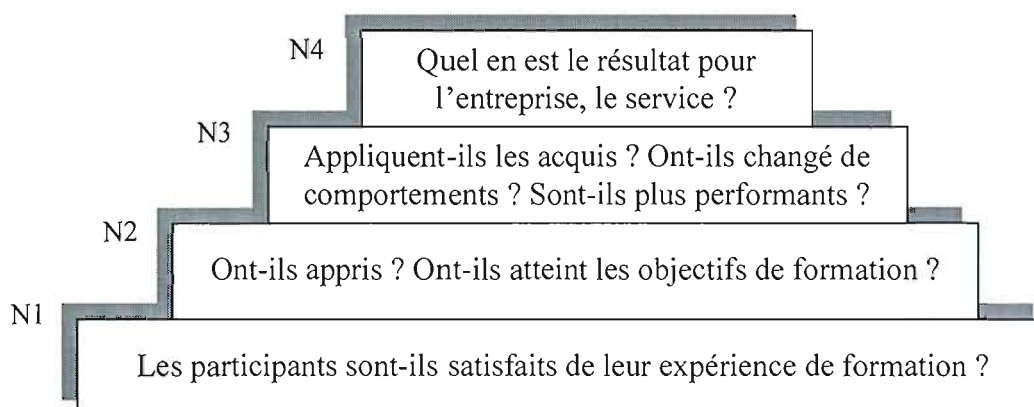 N4
Quel en est le résultat pour
l'entreprise, le service ?
N3
Appliquent-ils les acquis ? Ont-ils changé de
comportements ? Sont-ils plus performants ?
N2
Ont-ils appris ? Ont-ils atteint les objectifs de formation ?
N1
Les participants sont-ils satisfaits de leur expérience de formation ?